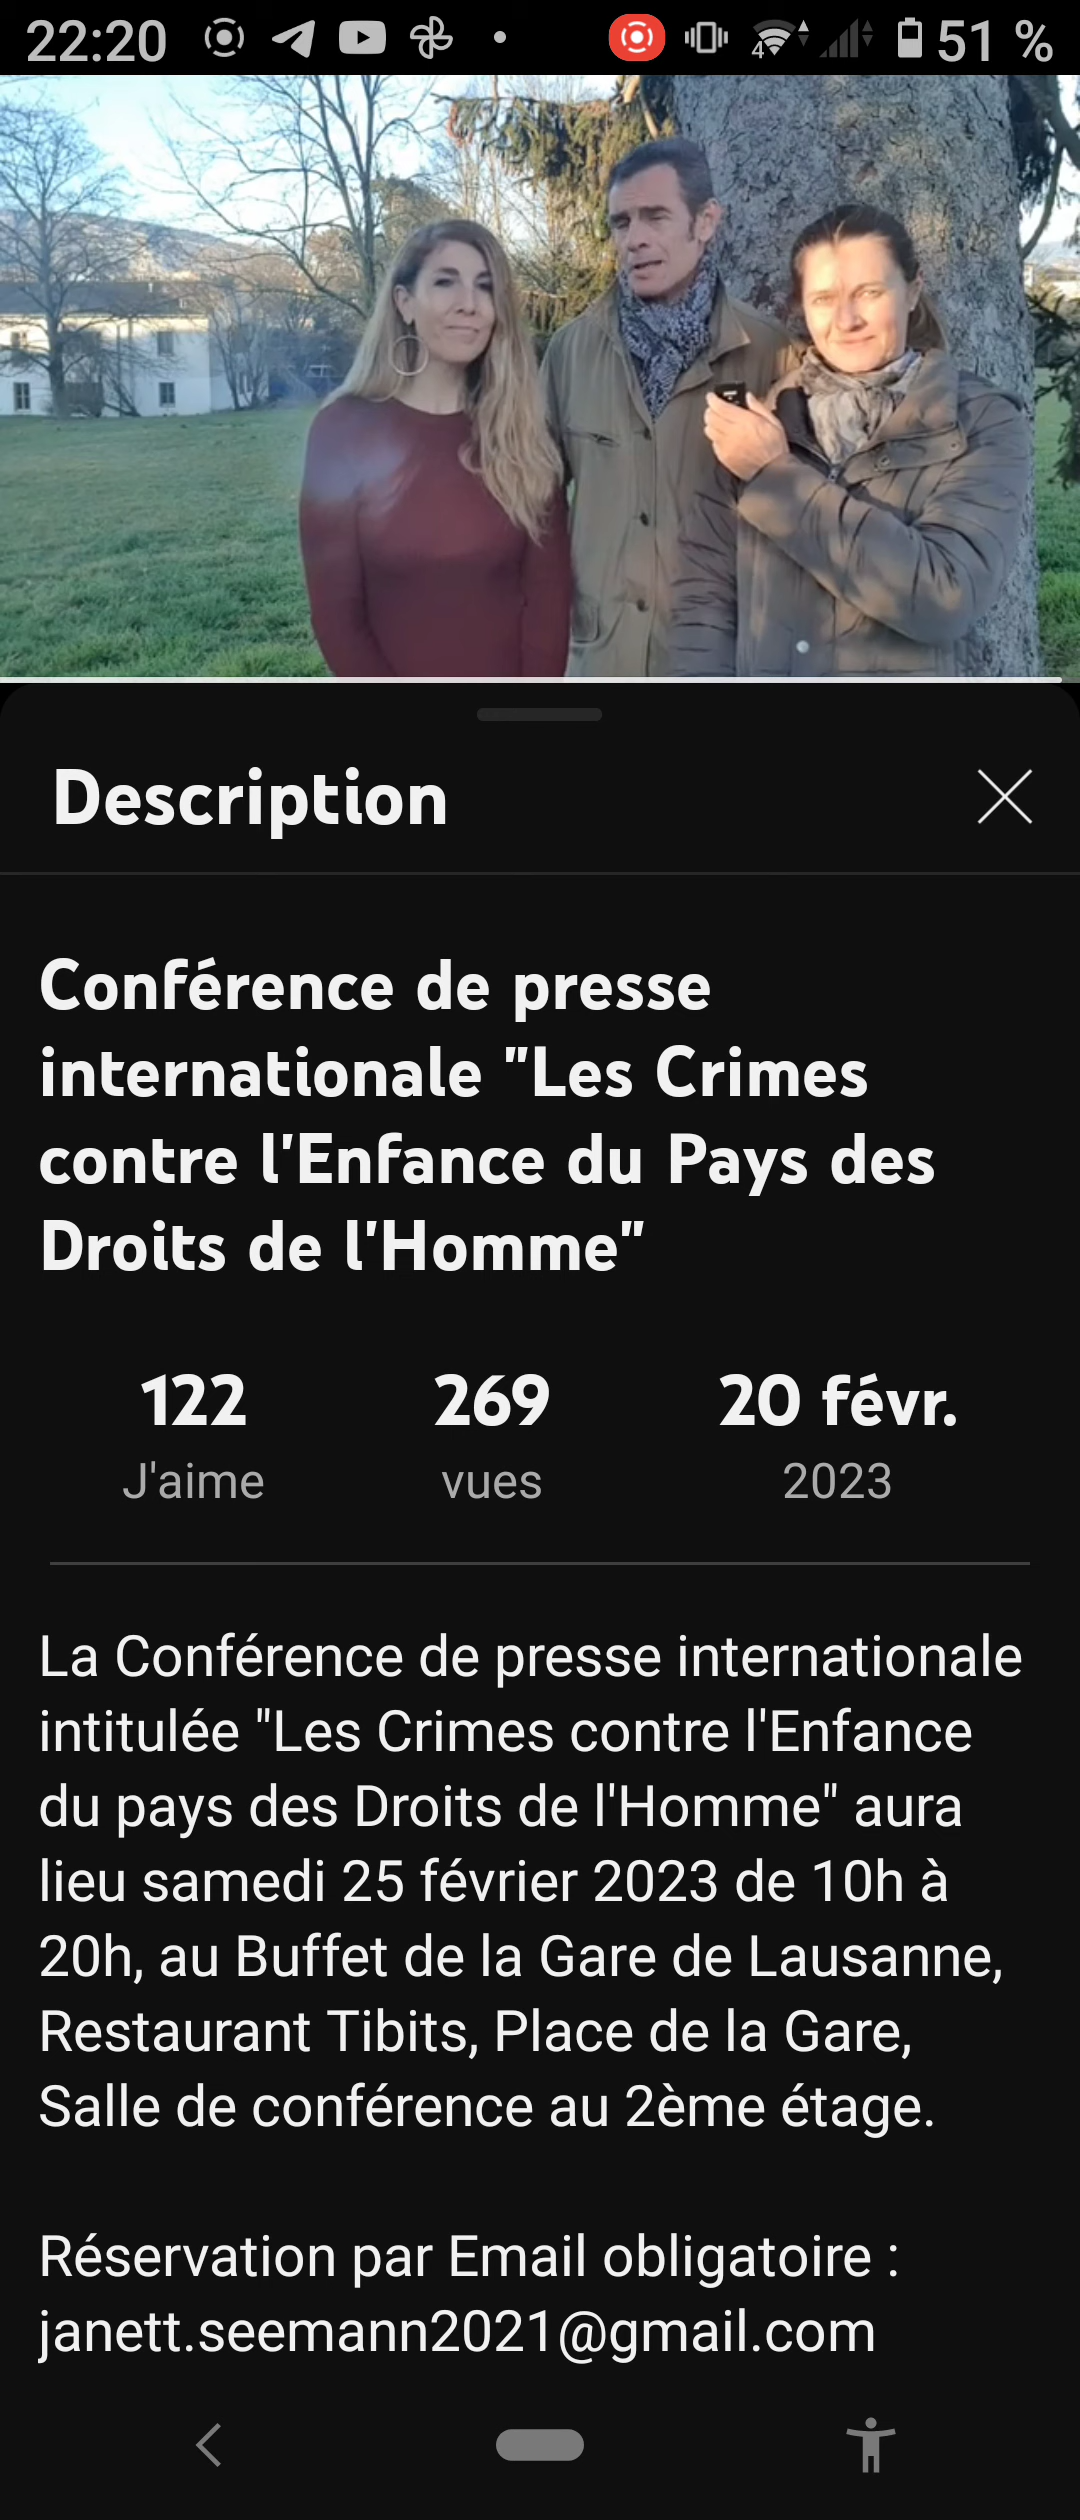 22:20
4
51 %
Description
Conférence de presse
internationale "Les Crimes
contre l'Enfance du Pays des
Droits de l'Homme"
122 269 20 févr.
J'aime vues 2023
La Conférence de presse internationale
intitulée "Les Crimes contre l'Enfance
du pays des Droits de l'Homme" aura
lieu samedi 25 février 2023 de 10h à
20h, au Buffet de la Gare de Lausanne,
Restaurant Tibits, Place de la Gare,
Salle de conférence au 2ème étage.
Réservation par Email obligatoire :
janett.seemann2021@gmail.com